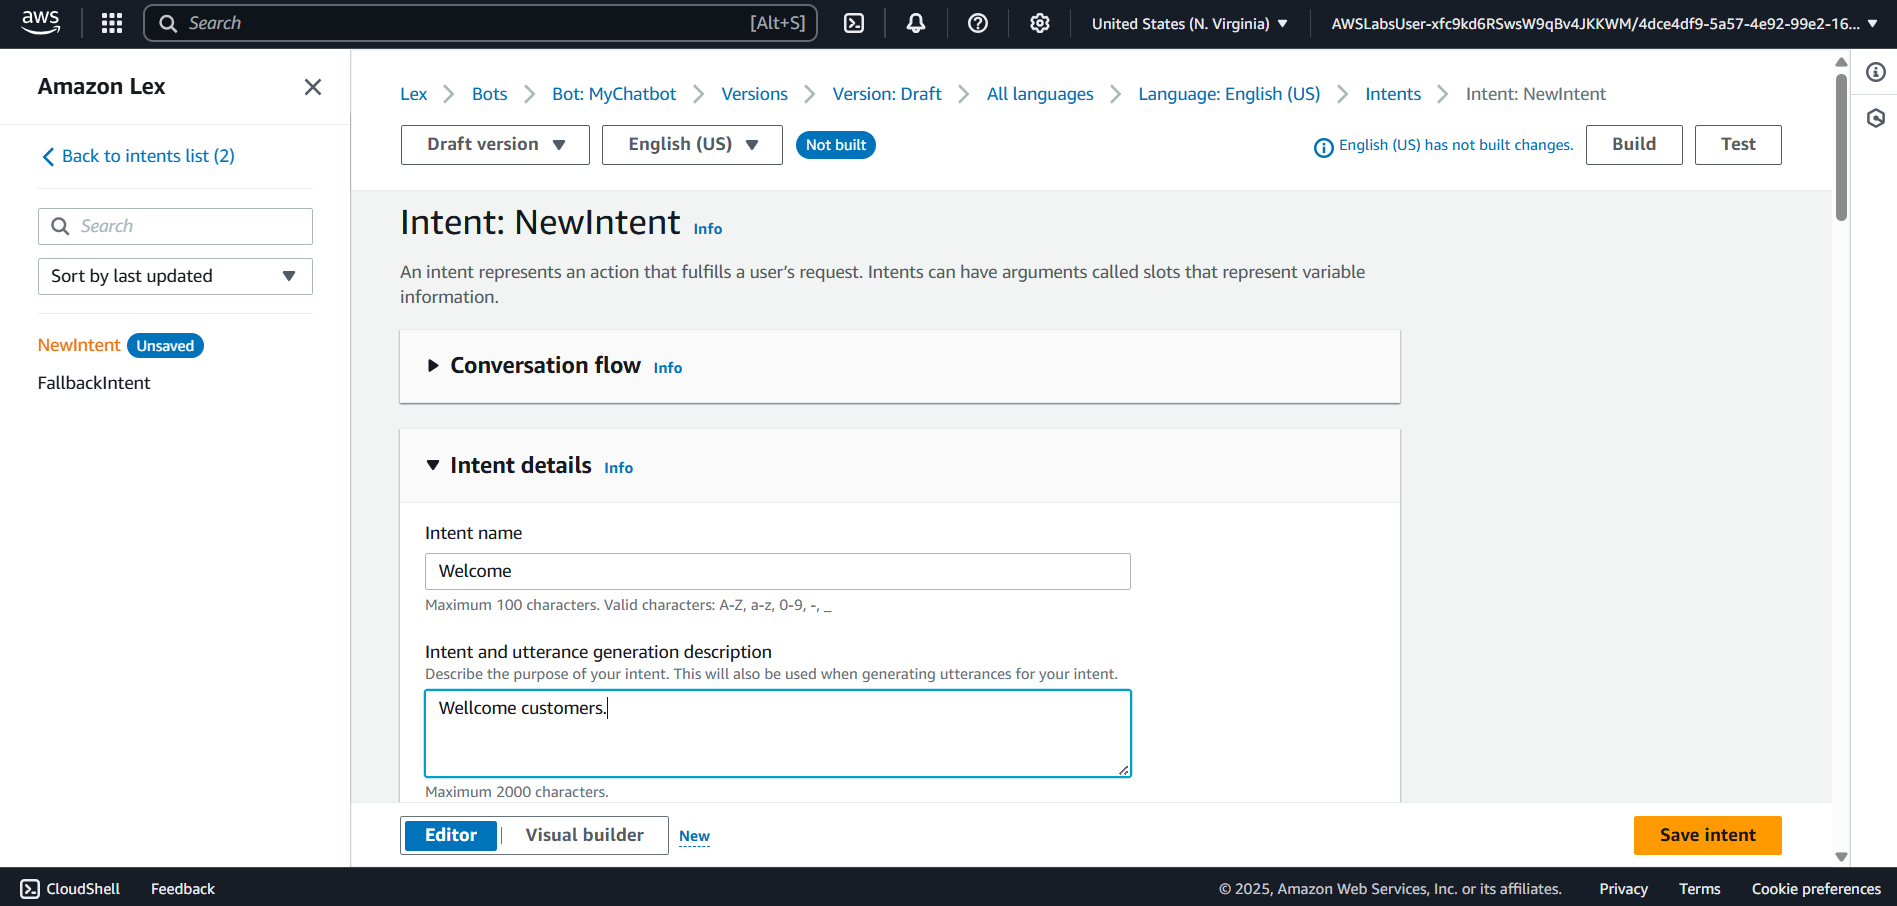 aws
Search [Alt+S]
United States (N. Virginia)
AWSLabsUser-xfc9kd6RSwsW9qBv4JKKWM/4dce4df9-5a57-4e92-99e2-16...
Amazon Lex
Back to intents list (2)
Search
Sort by last updated
NewIntent Unsaved
FallbackIntent
Lex Bots Bot: MyChatbot Versions Version: Draft All languages Language: English (US) Intents Intent: NewIntent
Draft version English (US) Not built English (US) has not built changes. Build Test
Intent: NewIntent Info
An intent represents an action that fulfills a user's request. Intents can have arguments called slots that represent variable
information.
Conversation flow Info
Intent details Info
Intent name
Welcome
Maximum 100 characters. Valid characters: A-Z, a-z, 0-9, -, _
Intent and utterance generation description
Describe the purpose of your intent. This will also be used when generating utterances for your intent.
Wellcome customers.
Maximum 2000 characters.
Editor Visual builder New Save intent
CloudShell Feedback © 2025, Amazon Web Services, Inc. or its affiliates. Privacy Terms Cookie preferences